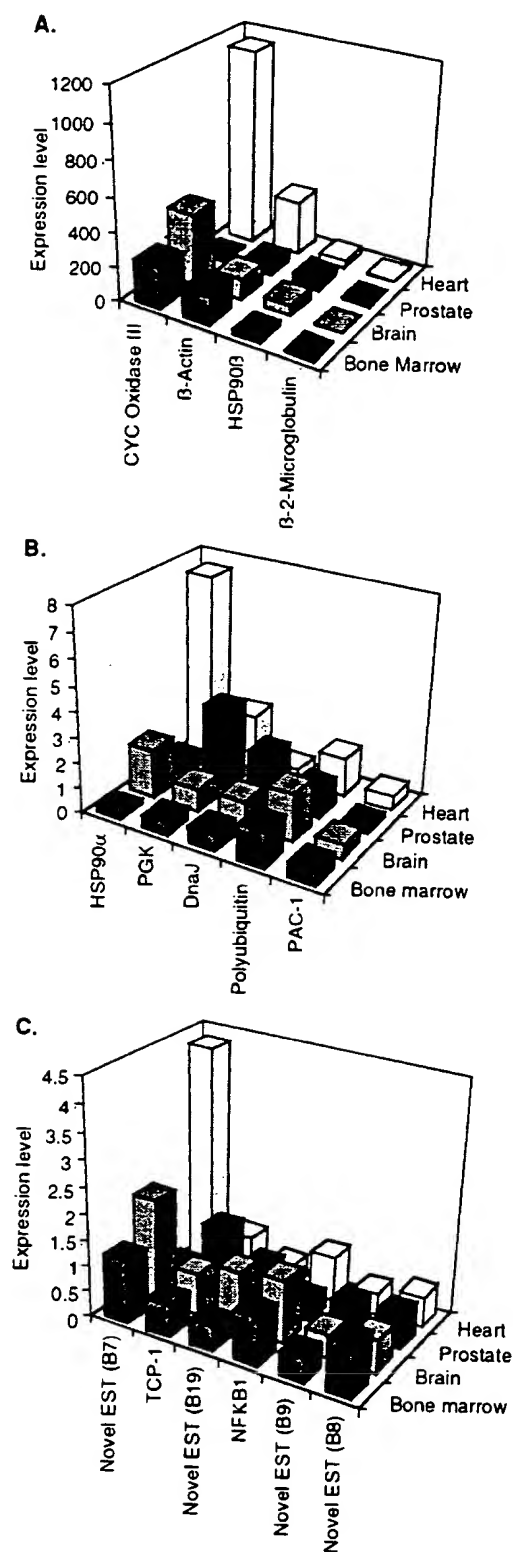 A.
1200
1000
800
600
400
200
0
Expression level
CYC Oxidase III
ß-Actin
HSP90ß
ß-2-Microglobulin
Heart
Prostate
Brain
Bone Marrow
B.
8
7
6
5
4
3
2
1
0
Expression level
HSP90α
PGK
DnaJ
Polyubiquitin
PAC-1
Heart
Prostate
Brain
Bone marrow
C.
4.5
4
3.5
3
2.5
2
1.5
1
0.5
0
Expression level
Novel EST (B7)
TCP-1
Novel EST (B19)
NFKB1
Novel EST (B9)
Novel EST (B8)
Heart
Prostate
Brain
Bone marrow